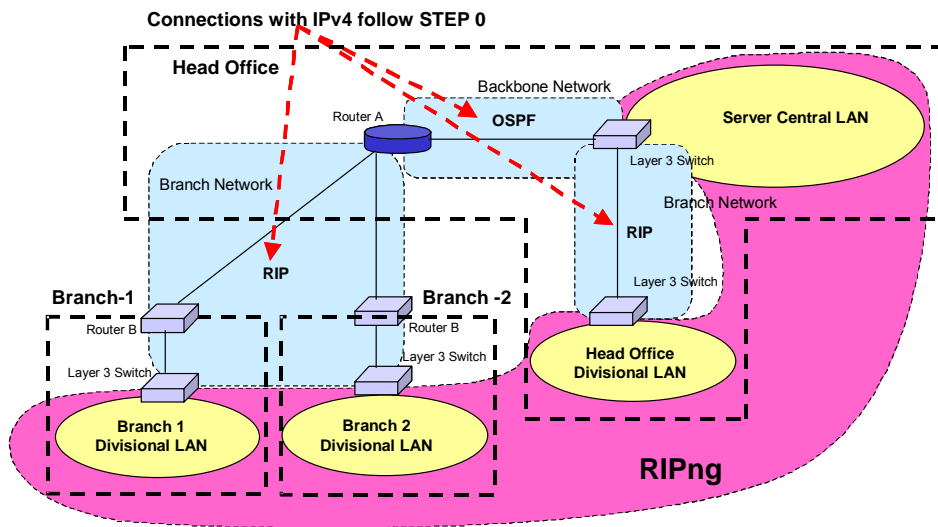 Connections with IPv4 follow STEP 0
Head Office
Backbone Network
Router A
OSPF
Server Central LAN
Layer 3 Switch
Branch Network
Branch Network
RIP
RIP
Layer 3 Switch
Branch-1
Branch -2
Router B
Router B
Layer 3 Switch
Layer 3 Switch
Head Office
Divisional LAN
Branch 1
Divisional LAN
Branch 2
Divisional LAN
RIPng